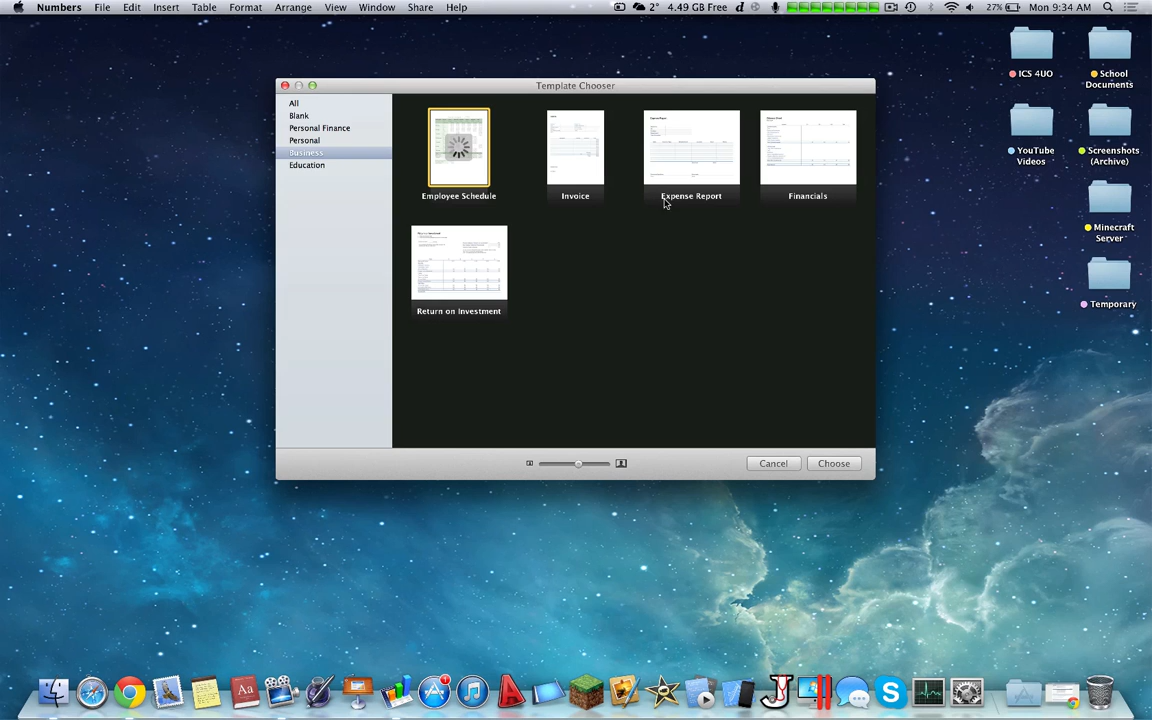 Numbers File Edit Insert Table Format Arrange View Window Share Help 2° 4.49 GB Free 27% Mon 9:34 AM
ICS 4UO
School Documents
YouTube Videos
Screenshots (Archive)
Minecraft Server
Temporary
Template Chooser
All
Blank
Personal Finance
Personal
Business
Education
Employee Schedule
Invoice
Expense Report
Financials
Return on Investment
Cancel
Choose